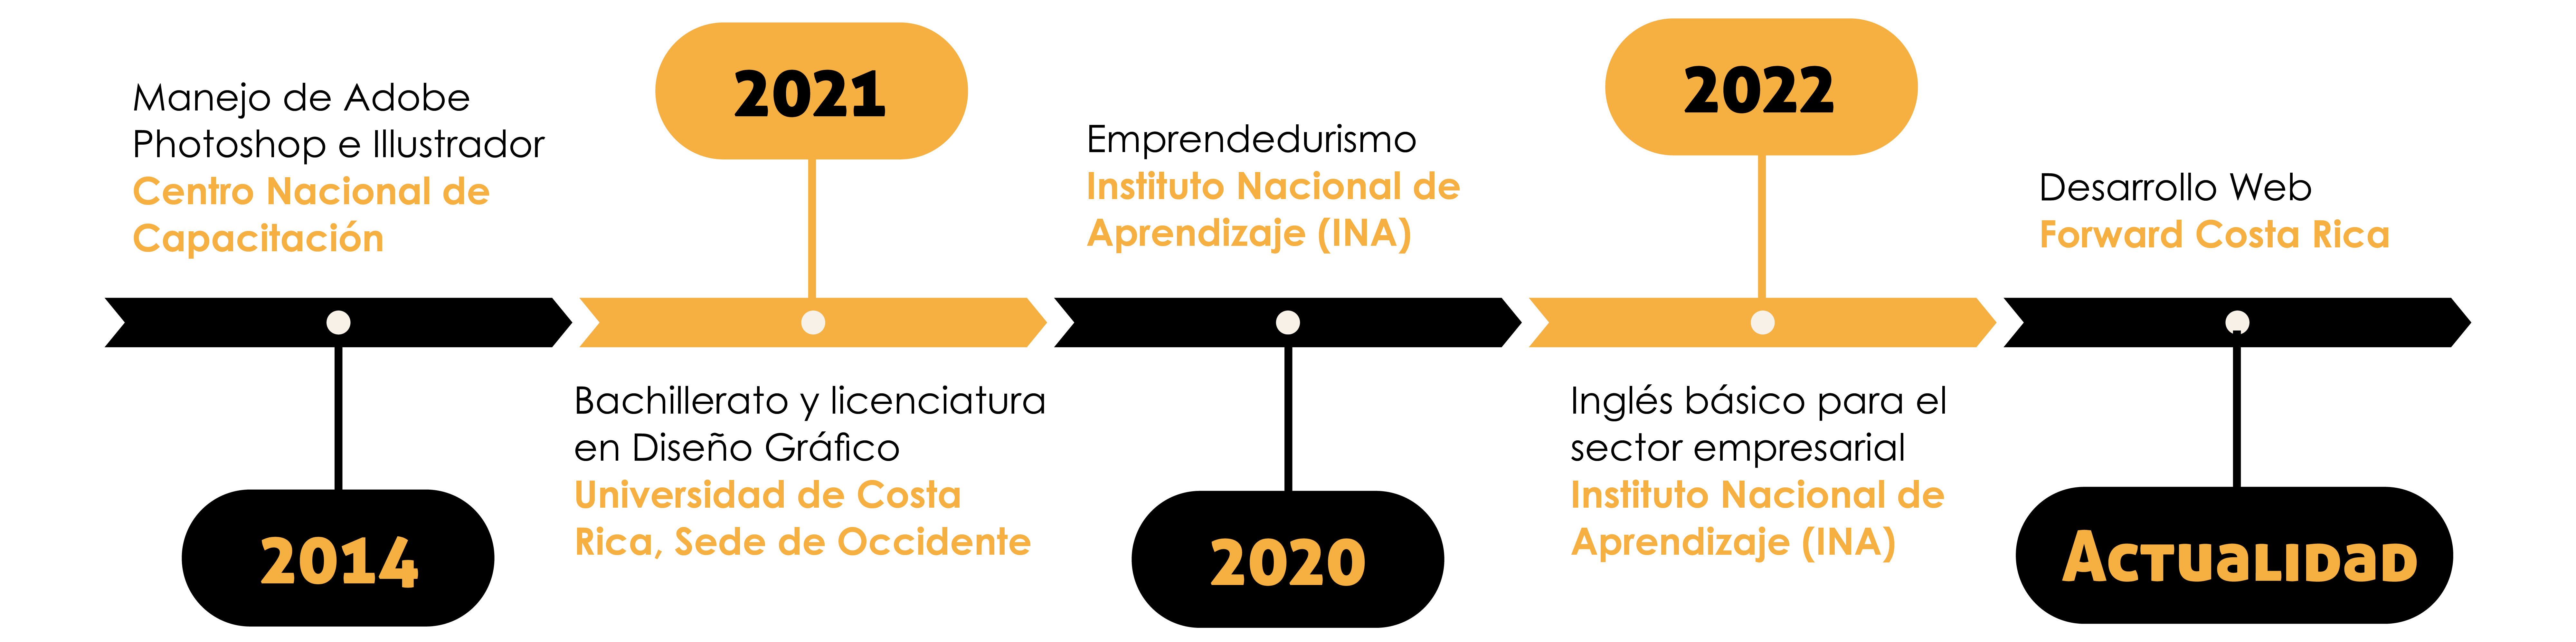 Manejo de Adobe
Photoshop e Illustrador
Centro Nacional de
Capacitación
2014
2021
Bachillerato y licenciatura
en Diseño Gráfico
Universidad de Costa
Rica, Sede de Occidente
Emprendedurismo
Instituto Nacional de
Aprendizaje (INA)
2020
2022
Inglés básico para el
sector empresarial
Instituto Nacional de
Aprendizaje (INA)
Desarrollo Web
Forward Costa Rica
Actualidad